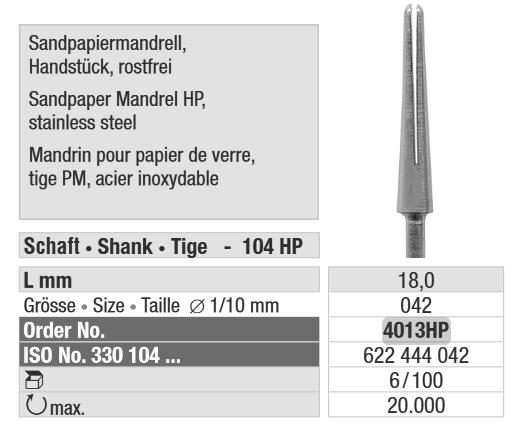 Sandpapiermandrell,
Handstück, rostfrei
Sandpaper Mandrel HP,
stainless steel
Mandrin pour papier de verre,
tige PM, acier inoxydable
Schaft • Shank • Tige - 104 HP
L mm 18,0
Grösse • Size • Taille ∅ 1/10 mm 042
Order No. 4013HP
ISO No. 330 104 ... 622 444 042
6/100
max. 20.000